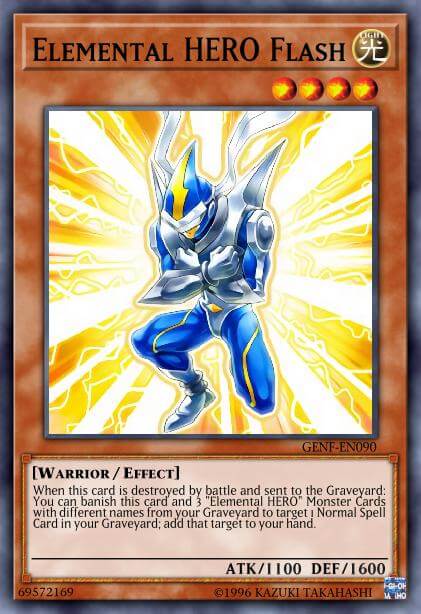 Elemental HERO Flash
LIGHT
光
GENF-EN090
[Warrior / Effect]
When this card is destroyed by battle and sent to the Graveyard:
You can banish this card and 3 "Elemental HERO" Monster Cards
with different names from your Graveyard to target 1 Normal Spell
Card in your Graveyard; add that target to your hand.
ATK/1100 DEF/1600
69572169
©1996 KAZUKI TAKAHASHI